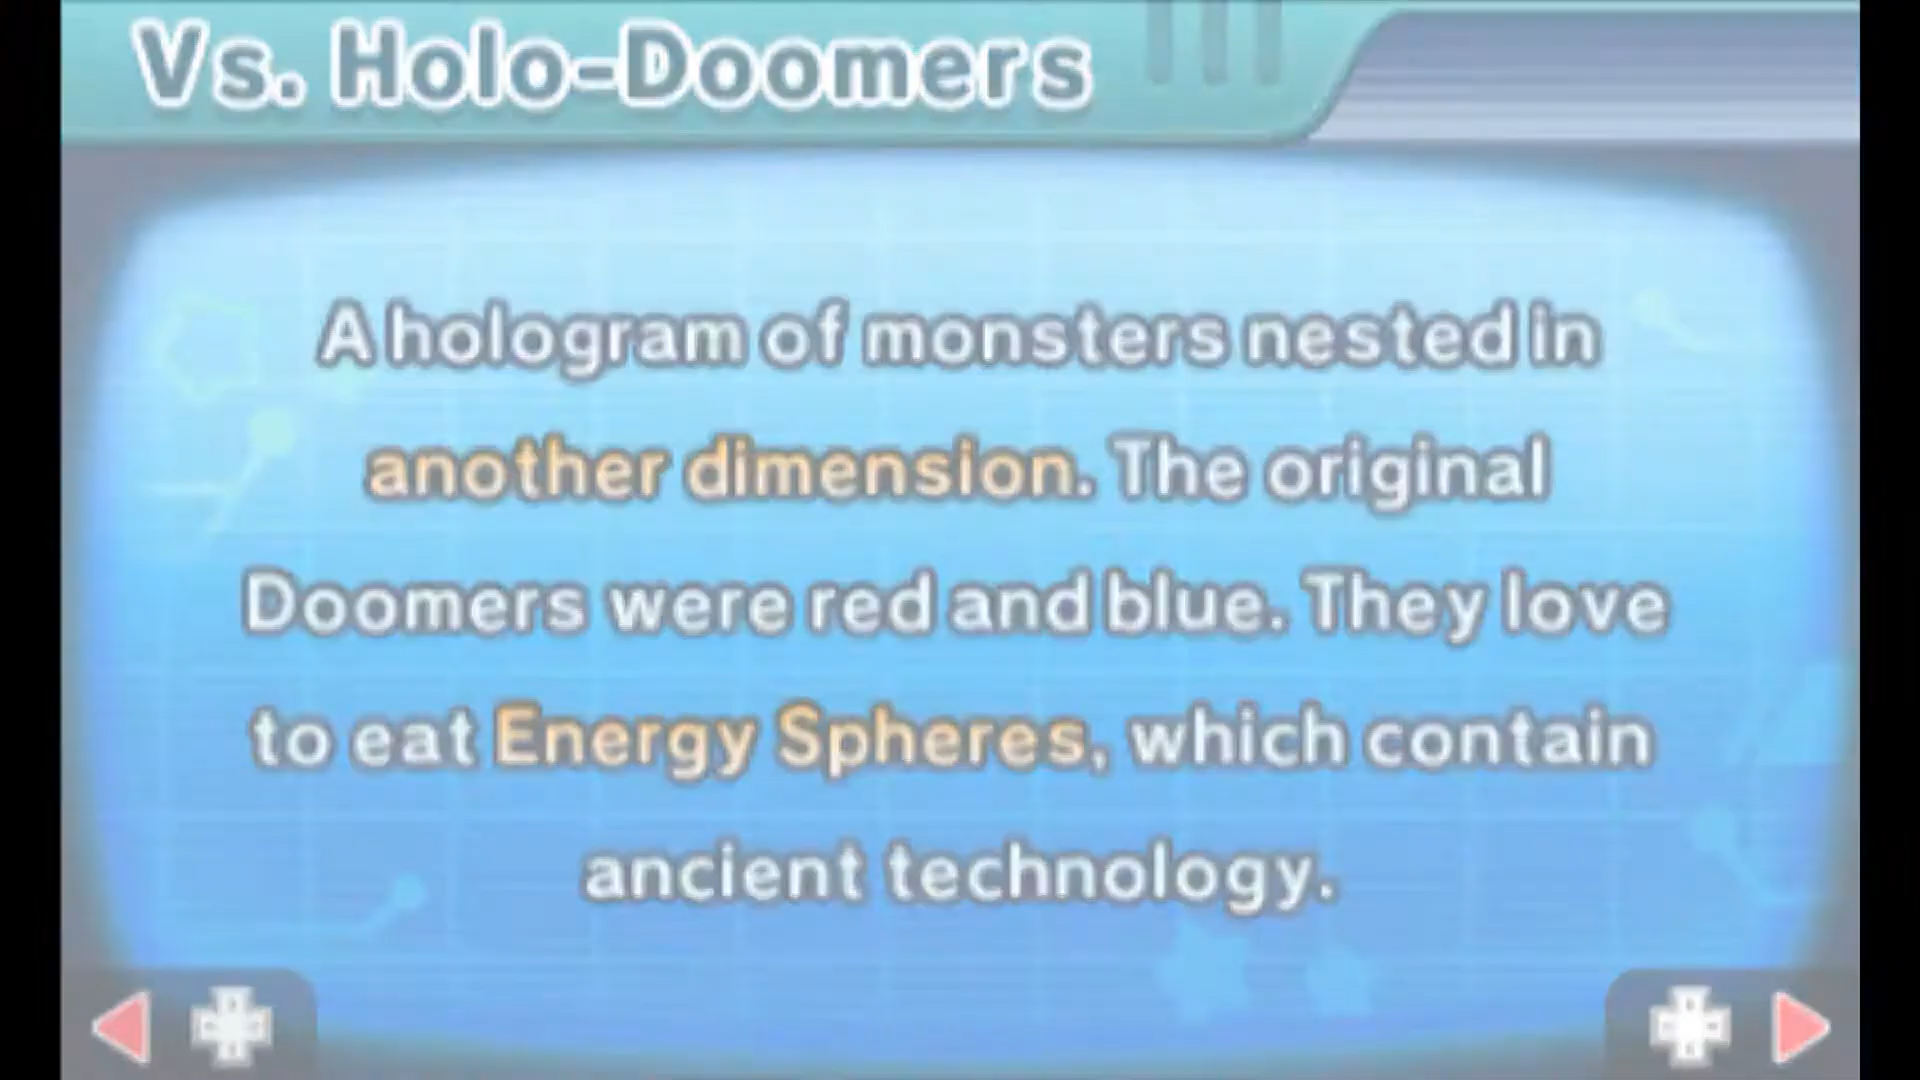 Vs. Holo-Doomers
A hologram of monsters nested in
another dimension. The original
Doomers were red and blue. They love
to eat Energy Spheres, which contain
ancient technology.